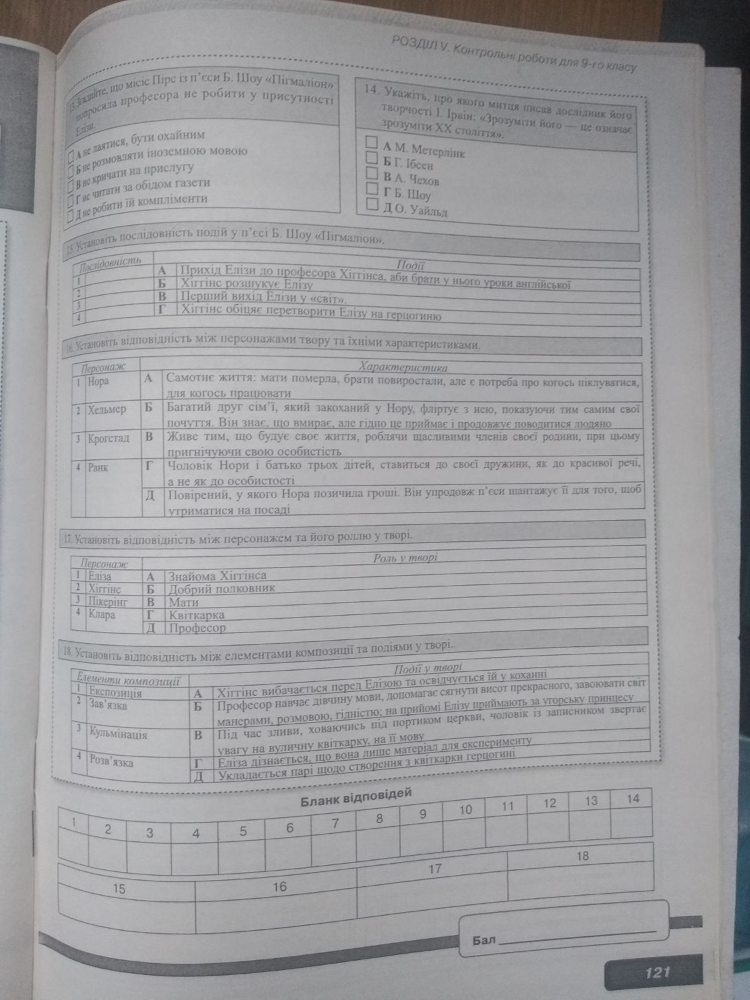 РОЗДІЛ V. Контрольні роботи для 9-го класу
13. Згадайте, що місіс Пірс із п’єси Б. Шоу «Пігмаліон»
попросила професора не робити у присутності
Елізи.
А не лаятися, бути охайним
Б не розмовляти іноземною мовою
В не кричати на прислугу
Г не читати за обідом газети
Д не робити їй компліменти
14. Укажіть, про якого митця писав дослідник його
творчості І. Ірвін: «Зрозуміти його — це означає
зрозуміти ХХ століття».
А М. Метерлінк
Б Г. Ібсен
В А. Чехов
Г Б. Шоу
Д О. Уайльд
15. Установіть послідовність подій у п’єсі Б. Шоу «Пігмаліон».
Послідовність Події
1 А Прихід Елізи до професора Хіггінса, аби брати у нього уроки англійської
2 Б Хіггінс розшукує Елізу
3 В Перший вихід Елізи у «світ».
4 Г Хіггінс обіцяє перетворити Елізу на герцогиню
16. Установіть відповідність між персонажами твору та їхніми характеристиками.
Персонаж Характеристика
1 Нора А Самотнє життя: мати померла, брати повиростали, але є потреба про когось піклуватися,
для когось працювати
2 Хельмер Б Багатий друг сім’ї, який закоханий у Нору, фліртує з нею, показуючи тим самим свої
почуття. Він знає, що вмирає, але гідно це приймає і продовжує поводитися людяно
3 Крогстад В Живе тим, що будує своє життя, роблячи щасливими членів своєї родини, при цьому
пригнічуючи свою особистість
4 Ранк Г Чоловік Нори і батько трьох дітей, ставиться до своєї дружини, як до красивої речі,
а не як до особистості
Д Повірений, у якого Нора позичила гроші. Він упродовж п’єси шантажує її для того, щоб
утриматися на посаді
17. Установіть відповідність між персонажем та його роллю у творі.
Персонаж Роль у творі
1 Еліза А Знайома Хіггінса
2 Хіггінс Б Добрий полковник
3 Пікерінг В Мати
4 Клара Г Квіткарка
Д Професор
18. Установіть відповідність між елементами композиції та подіями у творі.
Елементи композиції Події у творі
1 Експозиція А Хіггінс вибачається перед Елізою та освідчується їй у коханні
2 Зав’язка Б Професор навчає дівчину мови, допомагає сягнути висот прекрасного, завоювати світ
манерами, розмовою, гідністю; на прийомі Елізу приймають за угорську принцесу
3 Кульмінація В Під час зливи, ховаючись під портиком церкви, чоловік із записником звертає
увагу на вуличну квіткарку, на її мову
4 Розв’язка Г Еліза дізнається, що вона лише матеріал для експерименту
Д Укладається парі щодо створення з квіткарки герцогині
Бланк відповідей
1 2 3 4 5 6 7 8 9 10 11 12 13 14
15 16 17 18
Бал
121